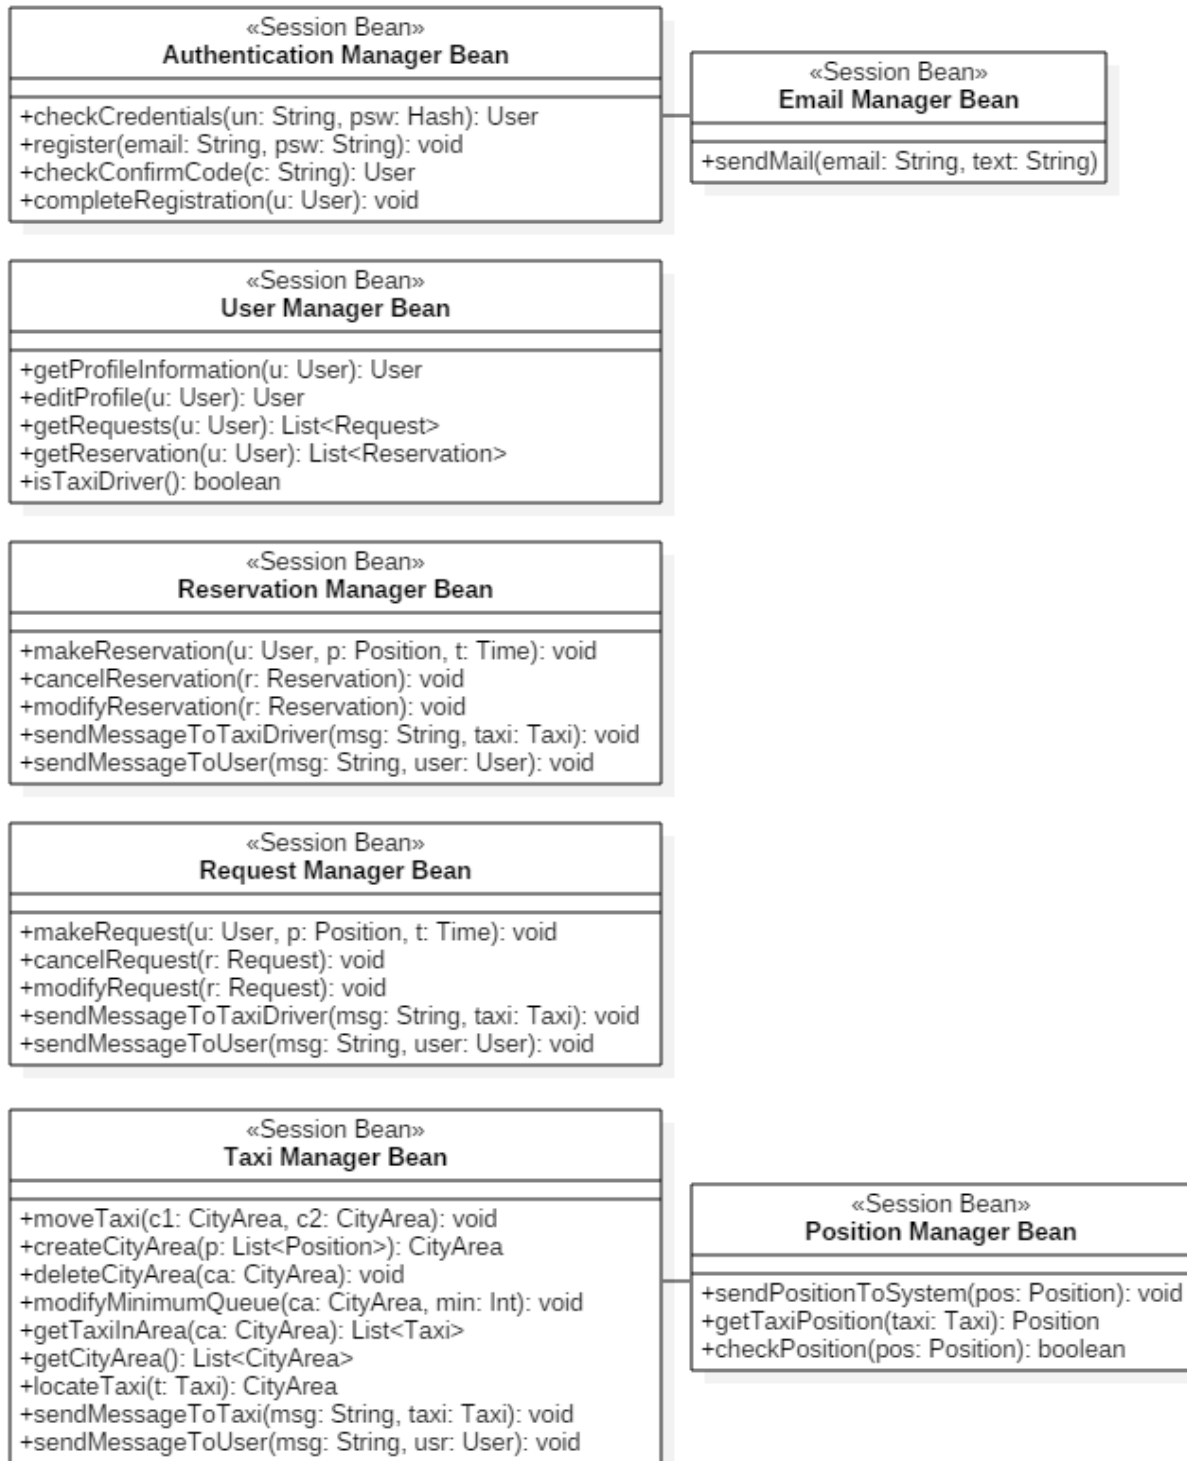 «Session Bean»
Authentication Manager Bean
+checkCredentials(un: String, psw: Hash): User
+register(email: String, psw: String): void
+checkConfirmCode(c: String): User
+completeRegistration(u: User): void
«Session Bean»
Email Manager Bean
+sendMail(email: String, text: String)
«Session Bean»
User Manager Bean
+getProfileInformation(u: User): User
+editProfile(u: User): User
+getRequests(u: User): List<Request>
+getReservation(u: User): List<Reservation>
+isTaxiDriver(): boolean
«Session Bean»
Reservation Manager Bean
+makeReservation(u: User, p: Position, t: Time): void
+cancelReservation(r: Reservation): void
+modifyReservation(r: Reservation): void
+sendMessageToTaxiDriver(msg: String, taxi: Taxi): void
+sendMessageToUser(msg: String, user: User): void
«Session Bean»
Request Manager Bean
+makeRequest(u: User, p: Position, t: Time): void
+cancelRequest(r: Request): void
+modifyRequest(r: Request): void
+sendMessageToTaxiDriver(msg: String, taxi: Taxi): void
+sendMessageToUser(msg: String, user: User): void
«Session Bean»
Taxi Manager Bean
+moveTaxi(c1: CityArea, c2: CityArea): void
+createCityArea(p: List<Position>): CityArea
+deleteCityArea(ca: CityArea): void
+modifyMinimumQueue(ca: CityArea, min: Int): void
+getTaxiInArea(ca: CityArea): List<Taxi>
+getCityArea(): List<CityArea>
+locateTaxi(t: Taxi): CityArea
+sendMessageToTaxi(msg: String, taxi: Taxi): void
+sendMessageToUser(msg: String, usr: User): void
«Session Bean»
Position Manager Bean
+sendPositionToSystem(pos: Position): void
+getTaxiPosition(taxi: Taxi): Position
+checkPosition(pos: Position): boolean